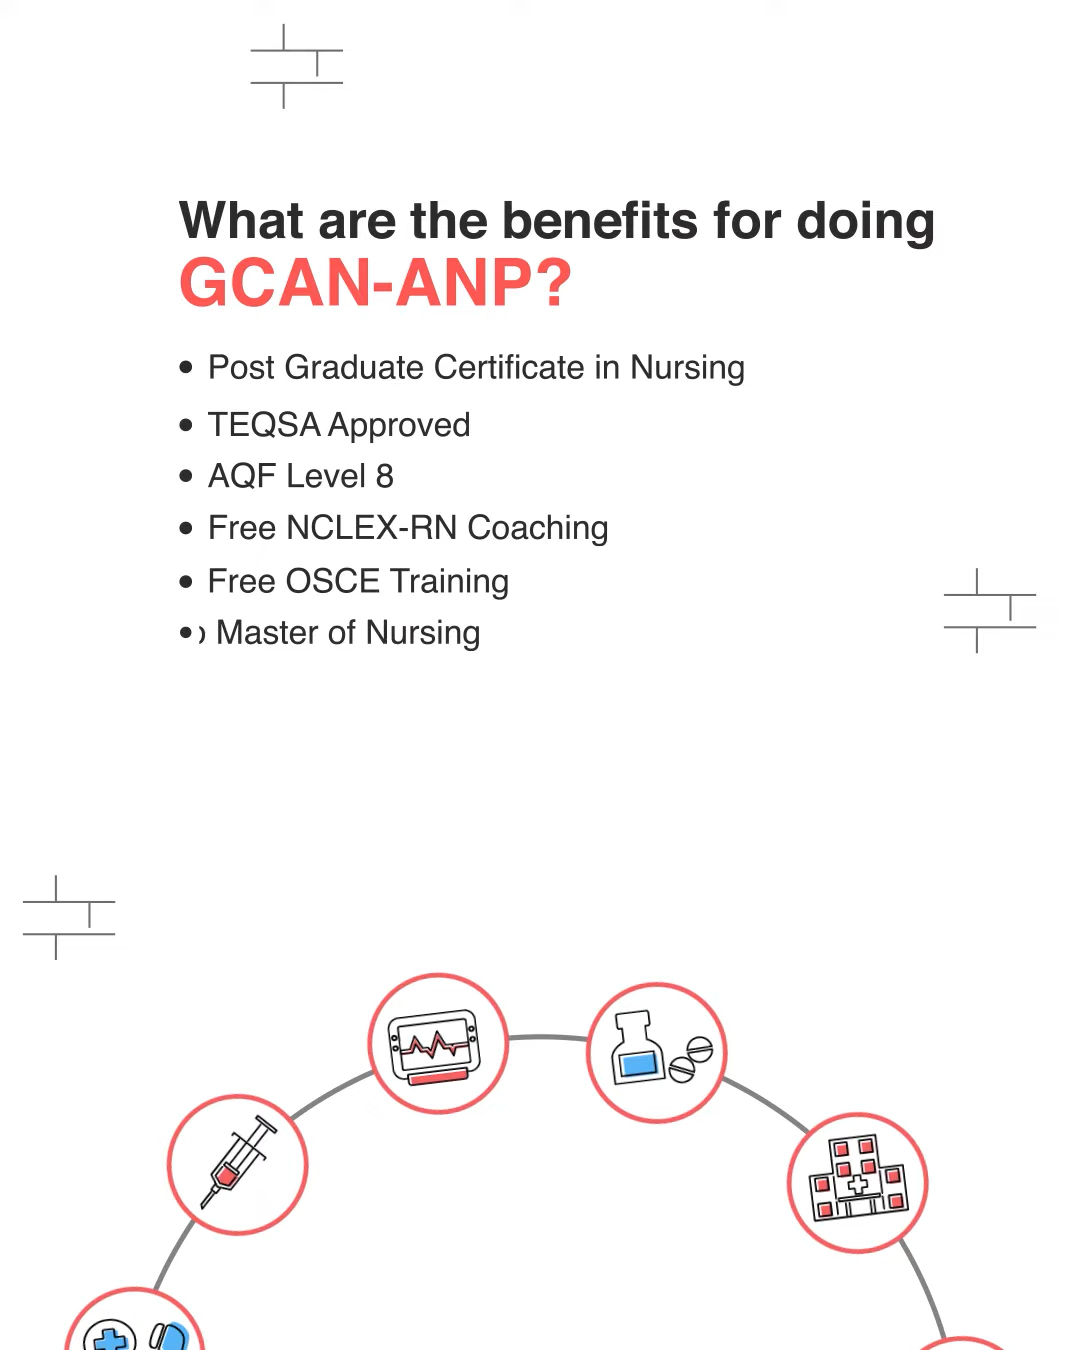 What are the benefits for doing
GCAN-ANP?
• Post Graduate Certificate in Nursing
• TEQSA Approved
• AQF Level 8
• Free NCLEX-RN Coaching
• Free OSCE Training
• Master of Nursing